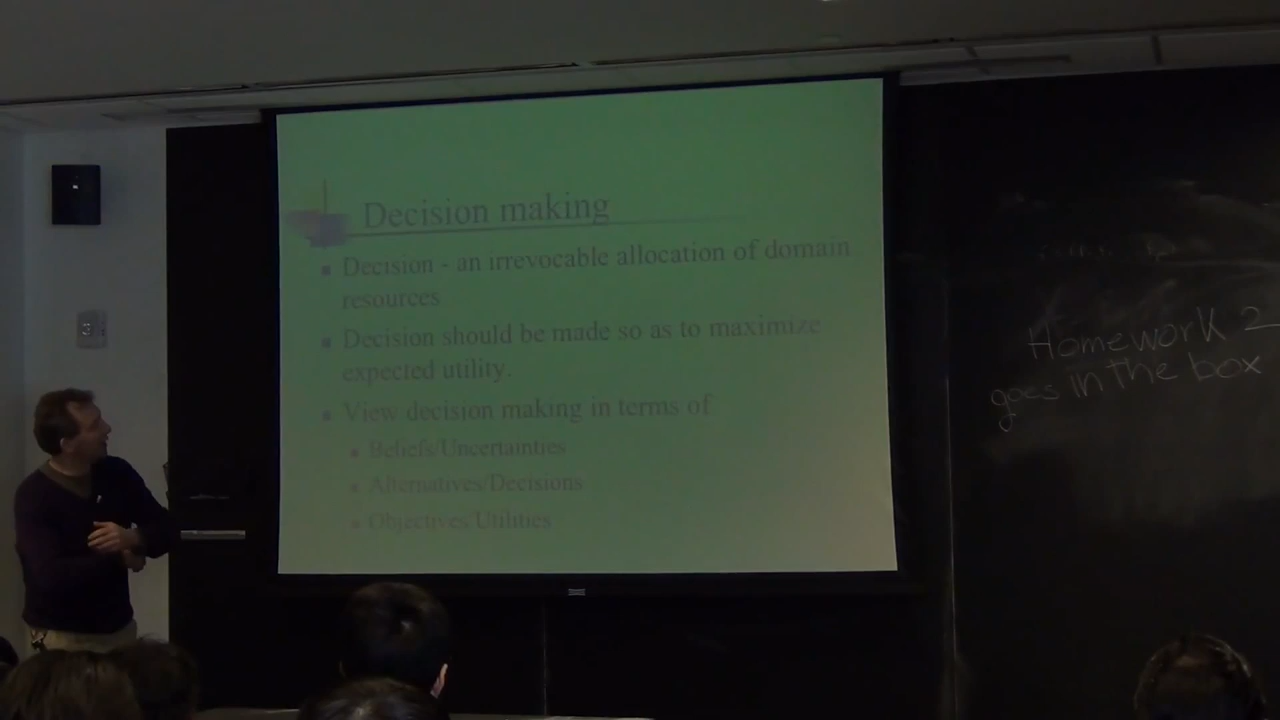 Decision making
Decision - an irrevocable allocation of domain
resources
Decision should be made so as to maximize
expected utility.
View decision making in terms of
Beliefs/Uncertainties
Alternatives/Decisions
Objectives/Utilities
Homework 2
goes in the box